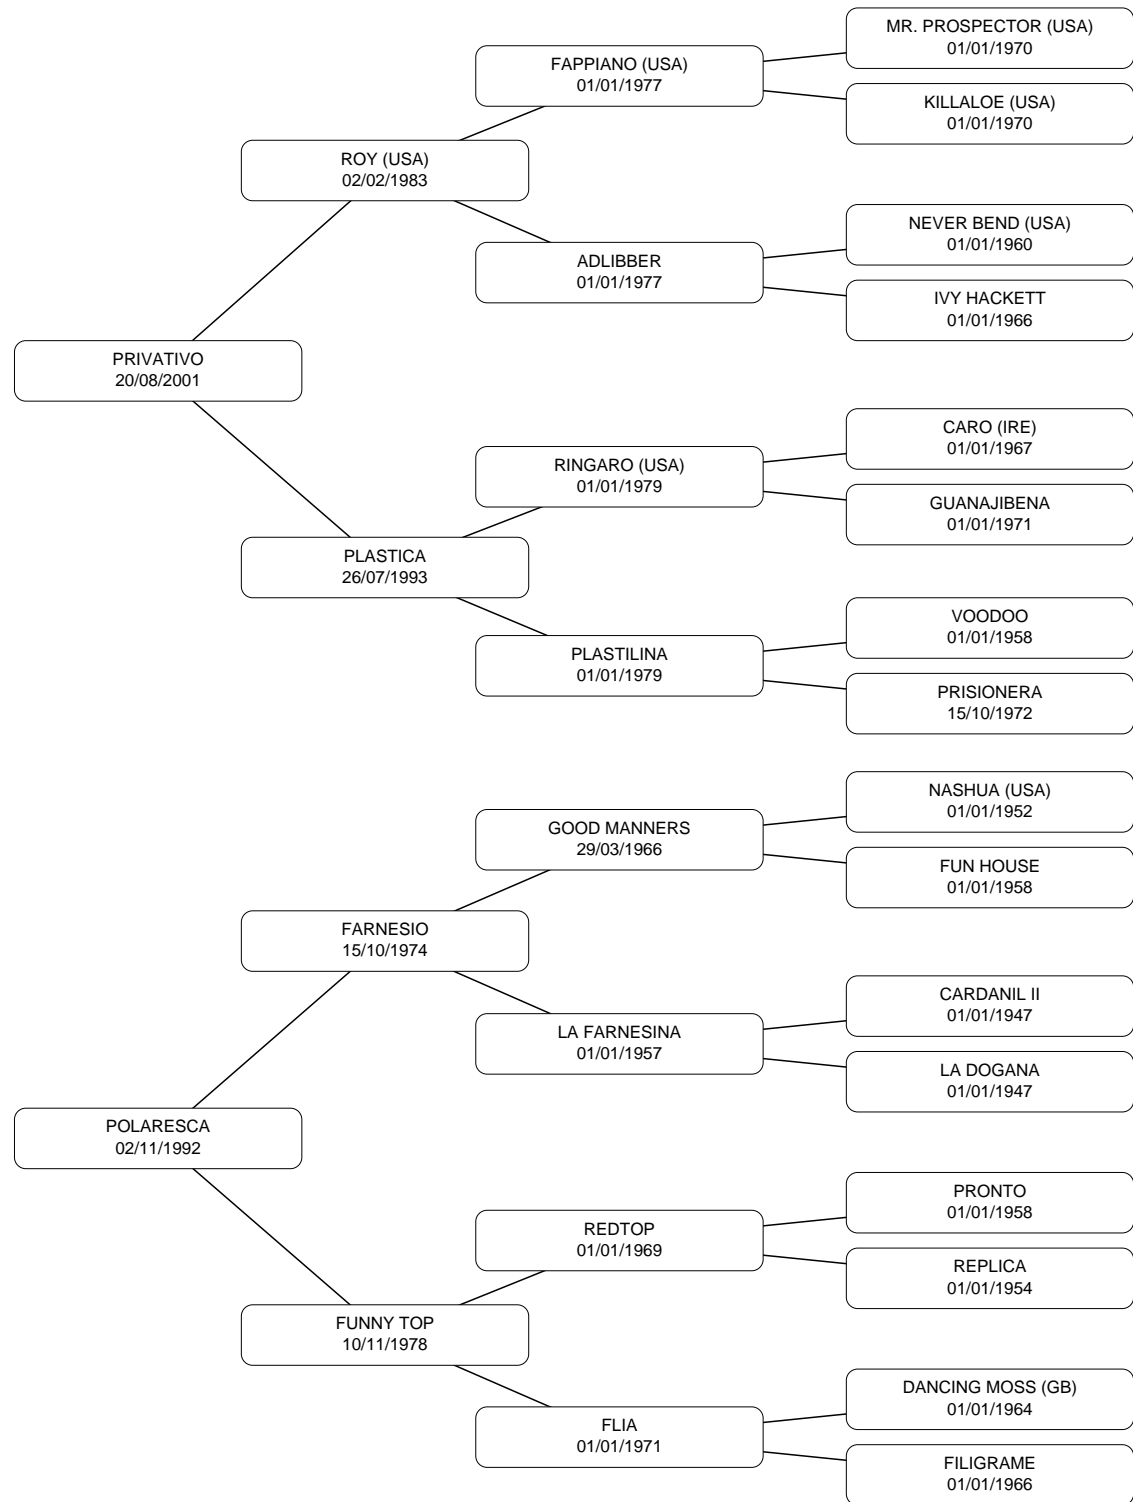 MR. PROSPECTOR (USA)
01/01/1970
FAPPIANO (USA)
01/01/1977
KILLALOE (USA)
01/01/1970
ROY (USA)
02/02/1983
NEVER BEND (USA)
01/01/1960
ADLIBBER
01/01/1977
IVY HACKETT
01/01/1966
PRIVATIVO
20/08/2001
CARO (IRE)
01/01/1967
RINGARO (USA)
01/01/1979
GUANAJIBENA
01/01/1971
PLASTICA
26/07/1993
VOODOO
01/01/1958
PLASTILINA
01/01/1979
PRISIONERA
15/10/1972
NASHUA (USA)
01/01/1952
GOOD MANNERS
29/03/1966
FUN HOUSE
01/01/1958
FARNESIO
15/10/1974
CARDANIL II
01/01/1947
LA FARNESINA
01/01/1957
LA DOGANA
01/01/1947
POLARESCA
02/11/1992
PRONTO
01/01/1958
REDTOP
01/01/1969
REPLICA
01/01/1954
FUNNY TOP
10/11/1978
DANCING MOSS (GB)
01/01/1964
FLIA
01/01/1971
FILIGRAME
01/01/1966